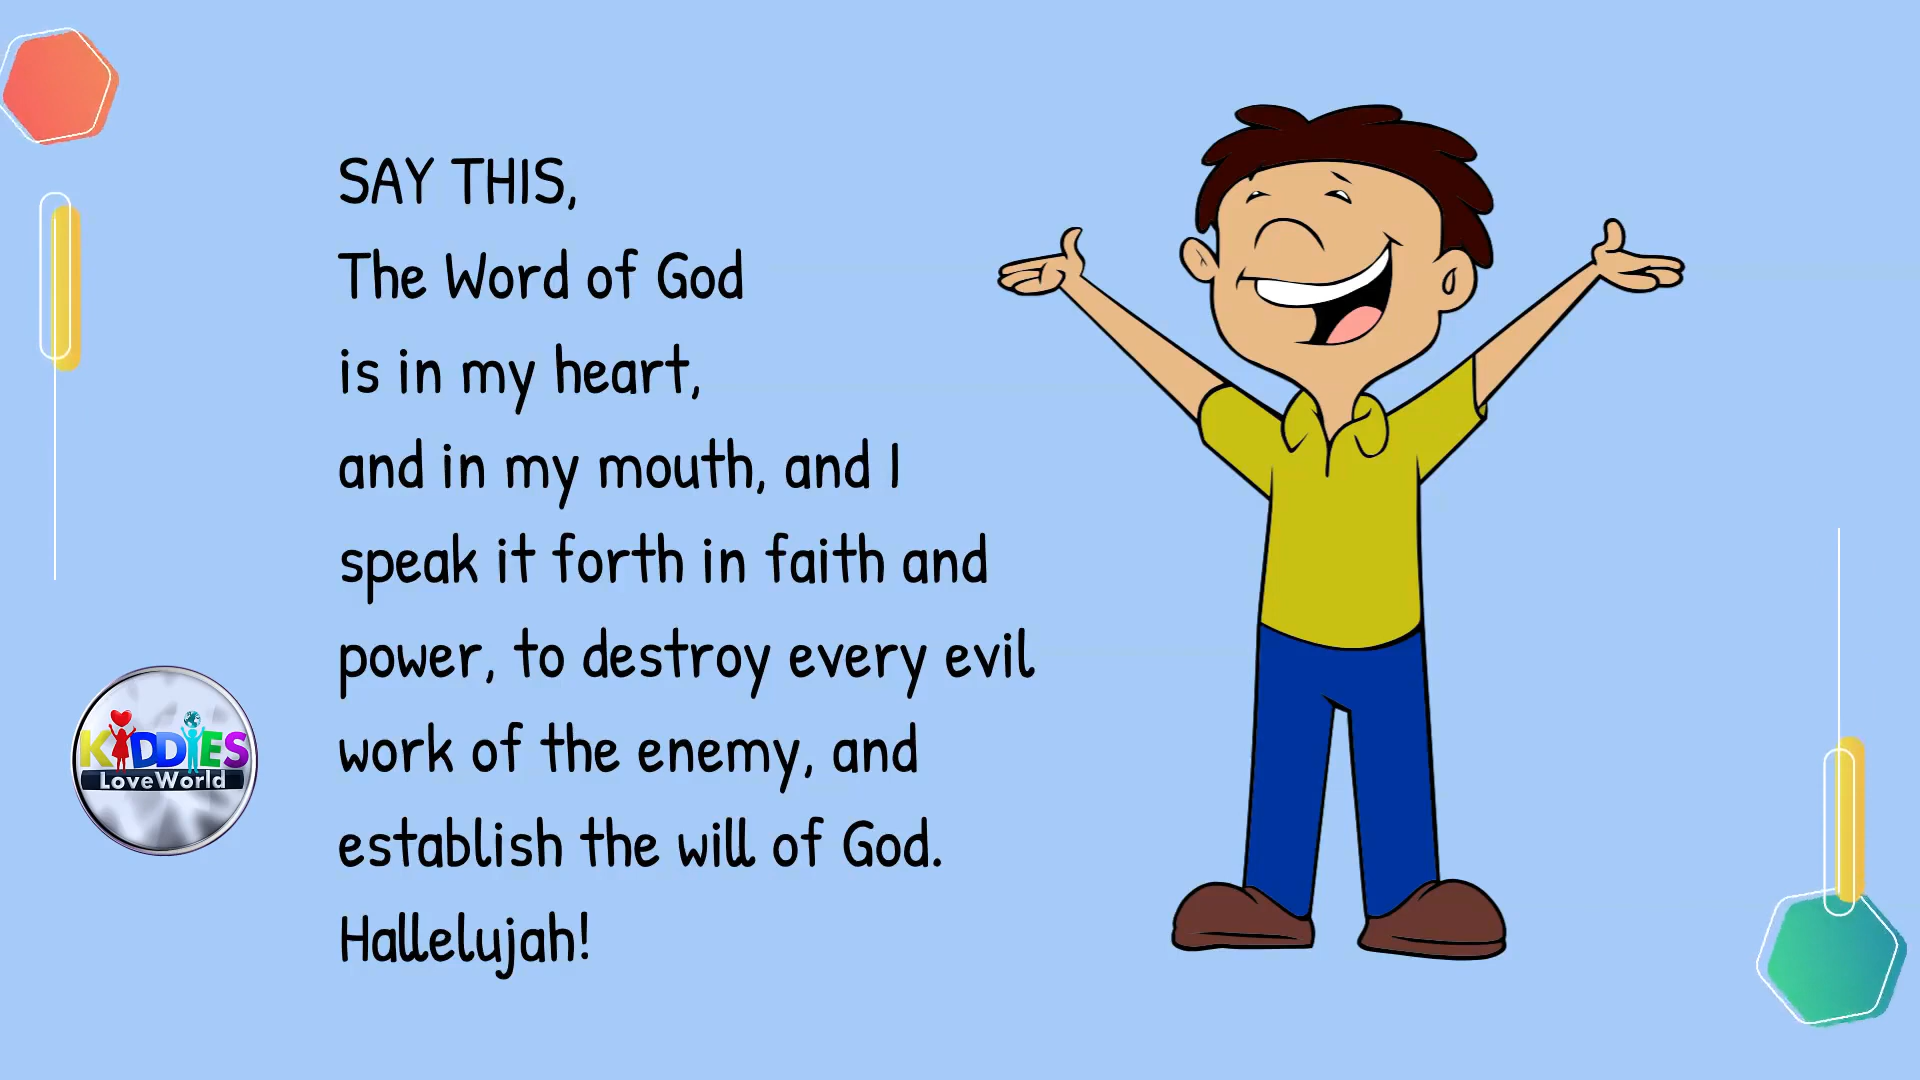 SAY THIS,
The Word of God
is in my heart,
and in my mouth, and I
speak it forth in faith and
power, to destroy every evil
work of the enemy, and
establish the will of God.
Hallelujah!
KIDDIES
LoveWorld